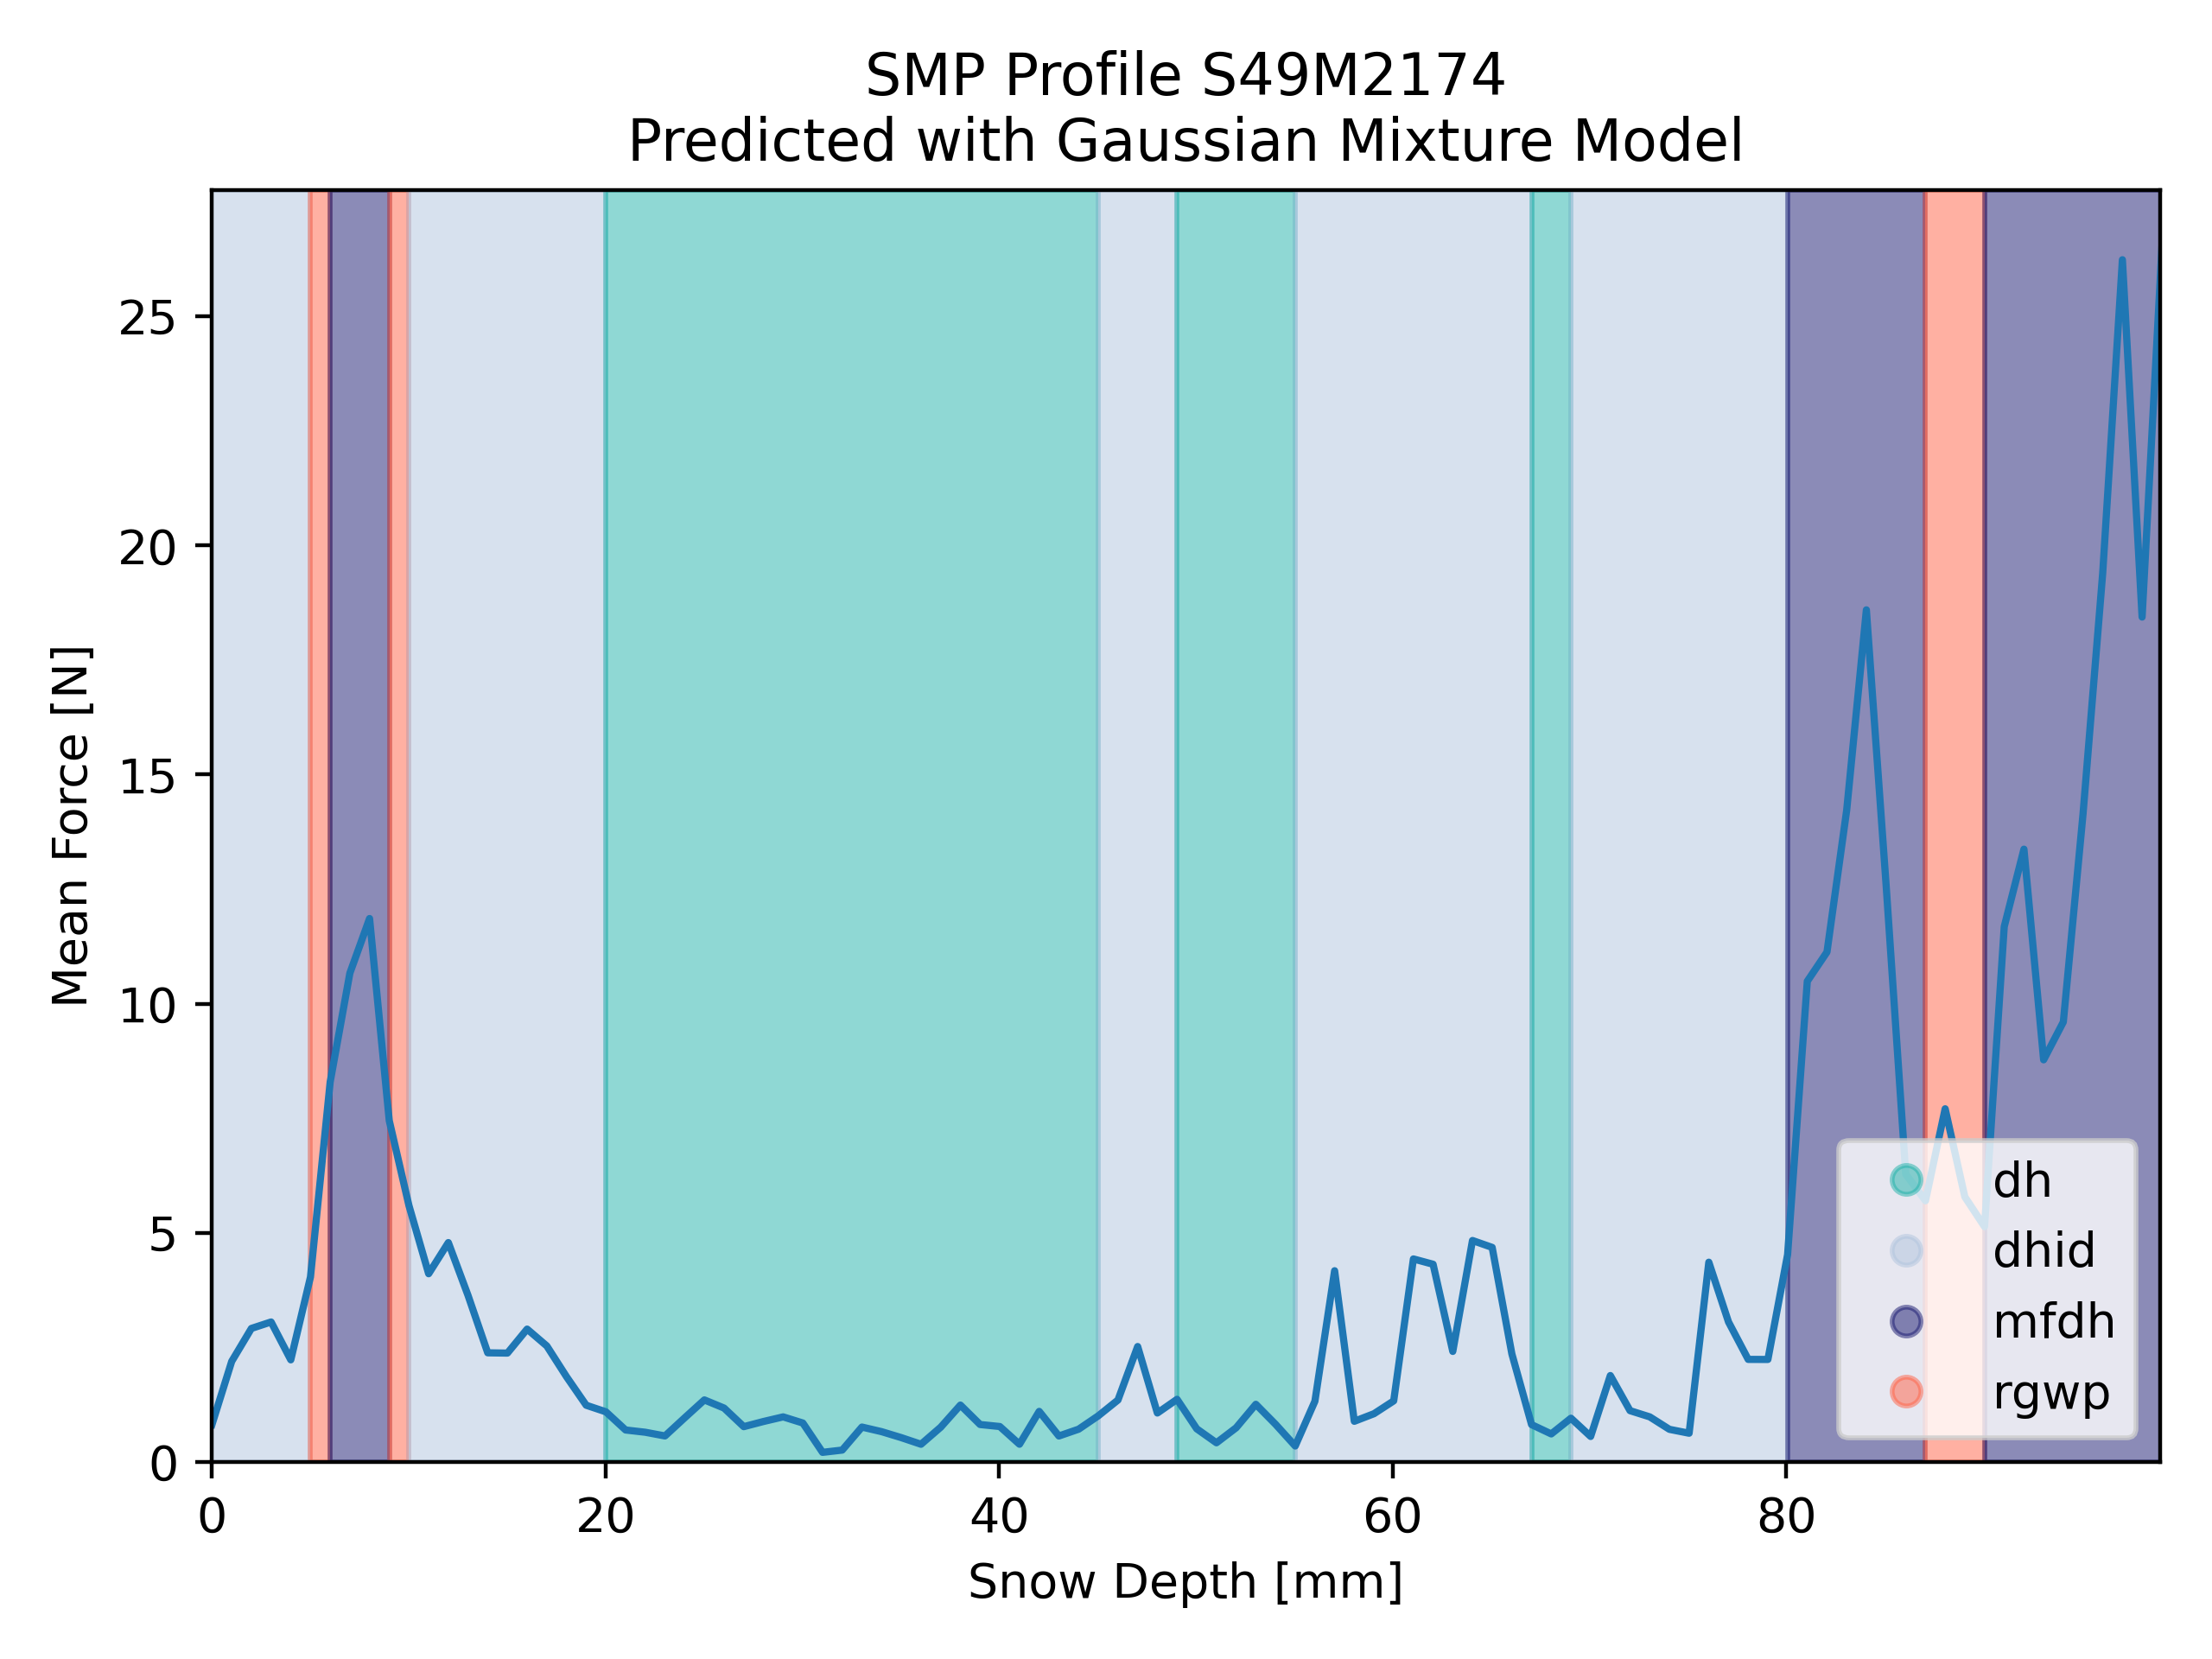 SMP Profile S49M2174
Predicted with Gaussian Mixture Model
Mean Force [N]
25
20
15
10
5
0
0 20 40 60 80
Snow Depth [mm]
dh
dhid
mfdh
rgwp